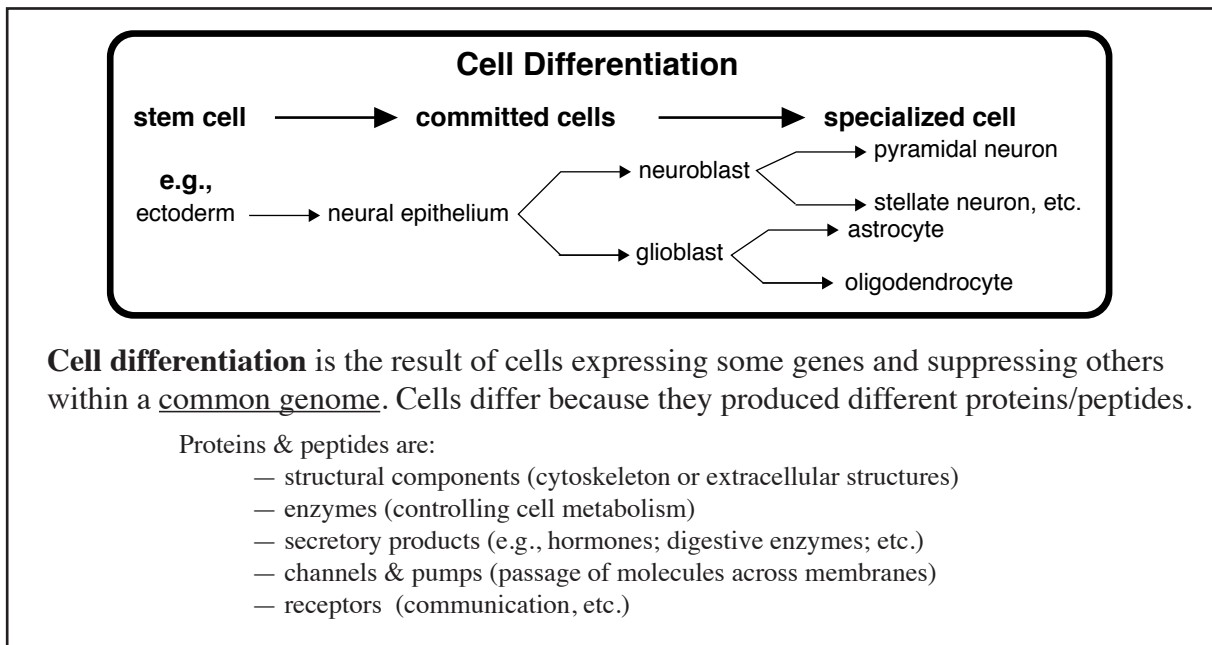 Cell Differentiation
stem cell committed cells specialized cell
e.g.,
ectoderm neural epithelium neuroblast pyramidal neuron
stellate neuron, etc.
glioblast astrocyte
oligodendrocyte
Cell differentiation is the result of cells expressing some genes and suppressing others
within a common genome. Cells differ because they produced different proteins/peptides.
Proteins & peptides are:
— structural components (cytoskeleton or extracellular structures)
— enzymes (controlling cell metabolism)
— secretory products (e.g., hormones; digestive enzymes; etc.)
— channels & pumps (passage of molecules across membranes)
— receptors (communication, etc.)